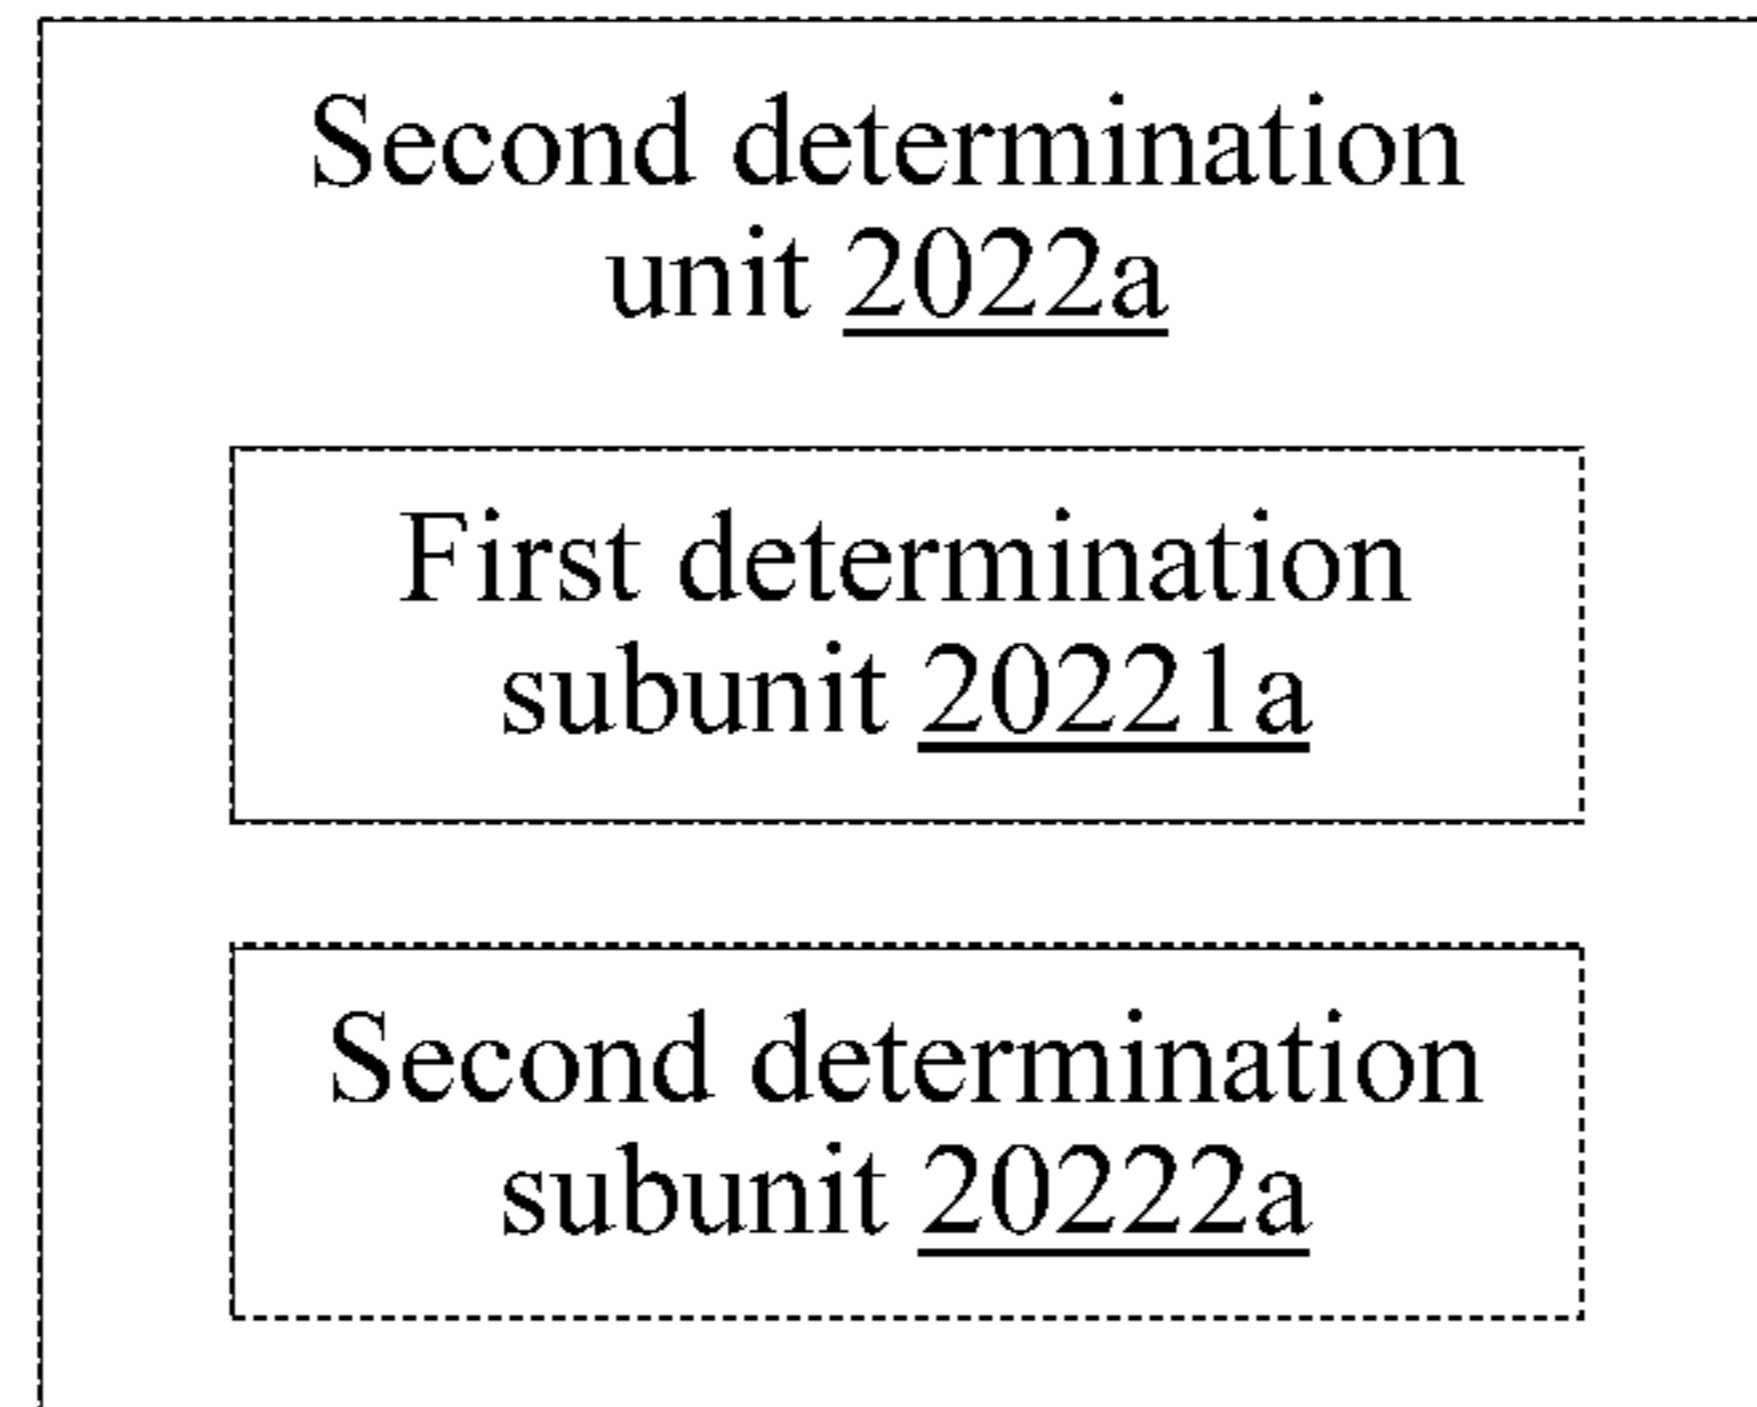 Second determination
unit 2022a
First determination
subunit 20221a
Second determination
subunit 20222a